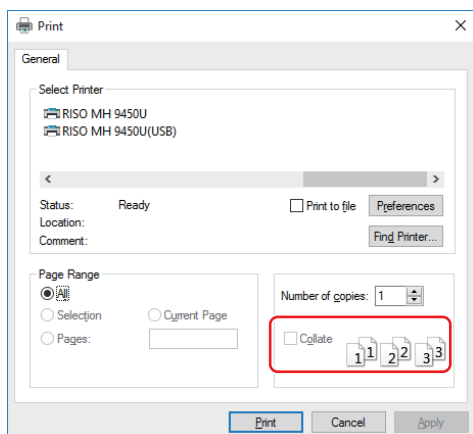 Print
General
Select Printer
RISO MH 9450U
RISO MH 9450U(USB)
Status: Ready
Print to file
Preferences
Location:
Comment:
Find Printer...
Page Range
All
Selection
Current Page
Pages:
Number of copies: 1
Collate
1 1 2 2 3 3
Print
Cancel
Apply